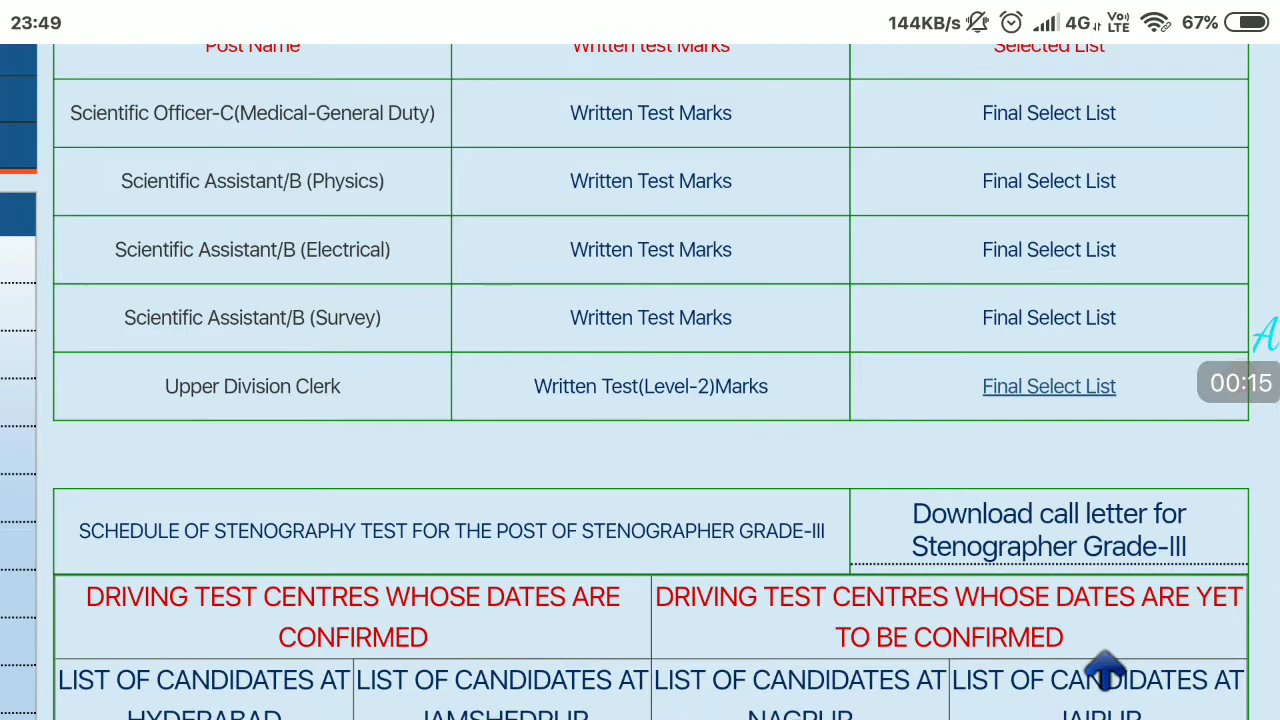 23:49 144KB/s 4G Vo) LTE 67%
Post Name Written test Marks Selected List
Scientific Officer-C(Medical-General Duty) Written Test Marks Final Select List
Scientific Assistant/B (Physics) Written Test Marks Final Select List
Scientific Assistant/B (Electrical) Written Test Marks Final Select List
Scientific Assistant/B (Survey) Written Test Marks Final Select List
A
Upper Division Clerk Written Test(Level-2)Marks Final Select List
00:15
SCHEDULE OF STENOGRAPHY TEST FOR THE POST OF STENOGRAPHER GRADE-III
Download call letter for
Stenographer Grade-III
DRIVING TEST CENTRES WHOSE DATES ARE
CONFIRMED
DRIVING TEST CENTRES WHOSE DATES ARE YET
TO BE CONFIRMED
LIST OF CANDIDATES AT
HYDERABAD
LIST OF CANDIDATES AT
JAMSHEDPUR
LIST OF CANDIDATES AT
NAGPUR
LIST OF CANDIDATES AT
JAIPUR